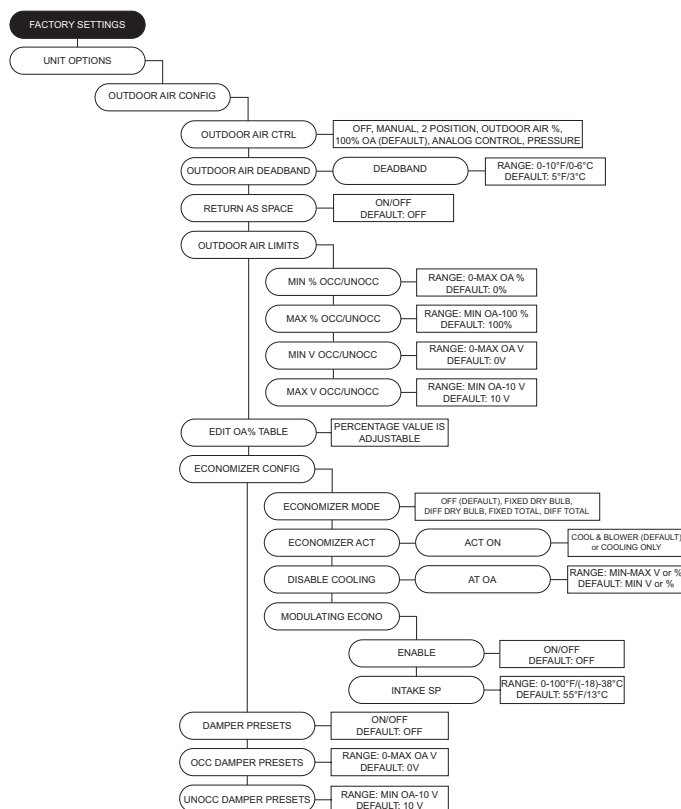 FACTORY SETTINGS
UNIT OPTIONS
OUTDOOR AIR CONFIG
OUTDOOR AIR CTRL
OFF, MANUAL, 2 POSITION, OUTDOOR AIR %,
100% OA (DEFAULT), ANALOG CONTROL, PRESSURE
OUTDOOR AIR DEADBAND
DEADBAND
RANGE: 0-10°F/0-6°C
DEFAULT: 5°F/3°C
RETURN AS SPACE
ON/OFF
DEFAULT: OFF
OUTDOOR AIR LIMITS
MIN % OCC/UNOCC
RANGE: 0-MAX OA %
DEFAULT: 0%
MAX % OCC/UNOCC
RANGE: MIN OA-100 %
DEFAULT: 100%
MIN V OCC/UNOCC
RANGE: 0-MAX OA V
DEFAULT: 0V
MAX V OCC/UNOCC
RANGE: MIN OA-10 V
DEFAULT: 10 V
EDIT OA% TABLE
PERCENTAGE VALUE IS
ADJUSTABLE
ECONOMIZER CONFIG
ECONOMIZER MODE
OFF (DEFAULT), FIXED DRY BULB,
DIFF DRY BULB, FIXED TOTAL, DIFF TOTAL
ECONOMIZER ACT
ACT ON
COOL & BLOWER (DEFAULT)
or COOLING ONLY
DISABLE COOLING
AT OA
RANGE: MIN-MAX V or %
DEFAULT: MIN V or %
MODULATING ECONO
ENABLE
ON/OFF
DEFAULT: OFF
INTAKE SP
RANGE: 0-100°F/(-18)-38°C
DEFAULT: 55°F/13°C
DAMPER PRESETS
ON/OFF
DEFAULT: OFF
OCC DAMPER PRESETS
RANGE: 0-MAX OA V
DEFAULT: 0V
UNOCC DAMPER PRESETS
RANGE: MIN OA-10 V
DEFAULT: 10 V